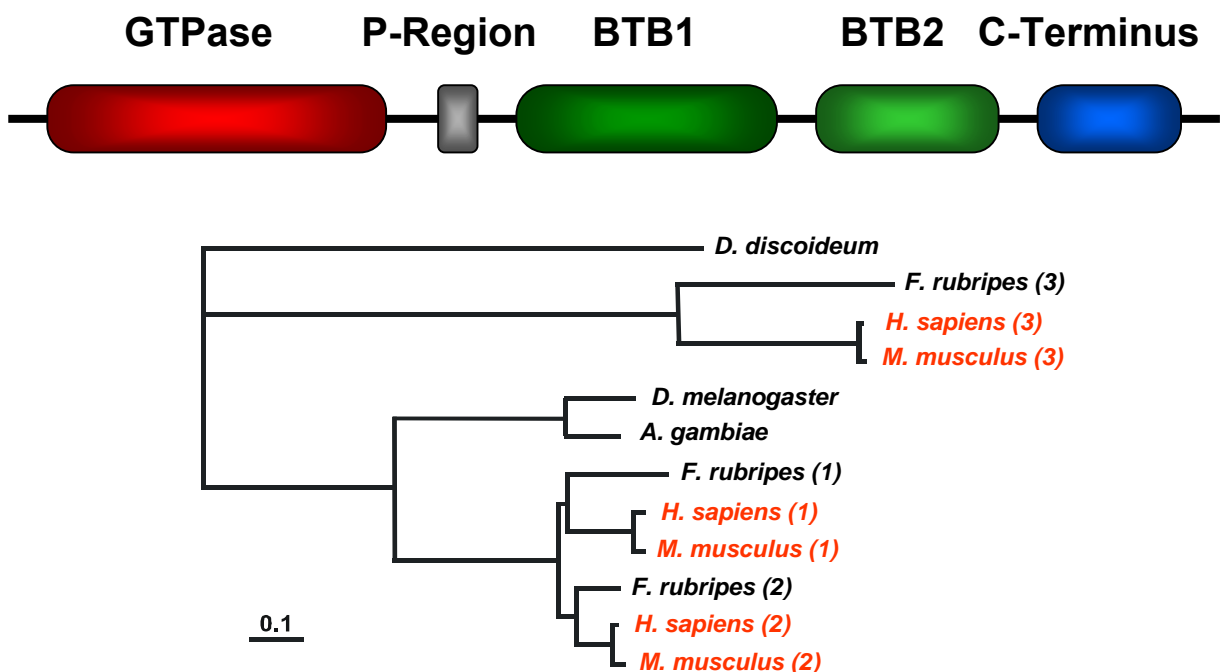 GTPase P-Region BTB1 BTB2 C-Terminus
D. discoideum
F. rubripes (3)
H. sapiens (3)
M. musculus (3)
D. melanogaster
A. gambiae
F. rubripes (1)
H. sapiens (1)
M. musculus (1)
F. rubripes (2)
H. sapiens (2)
M. musculus (2)
0.1